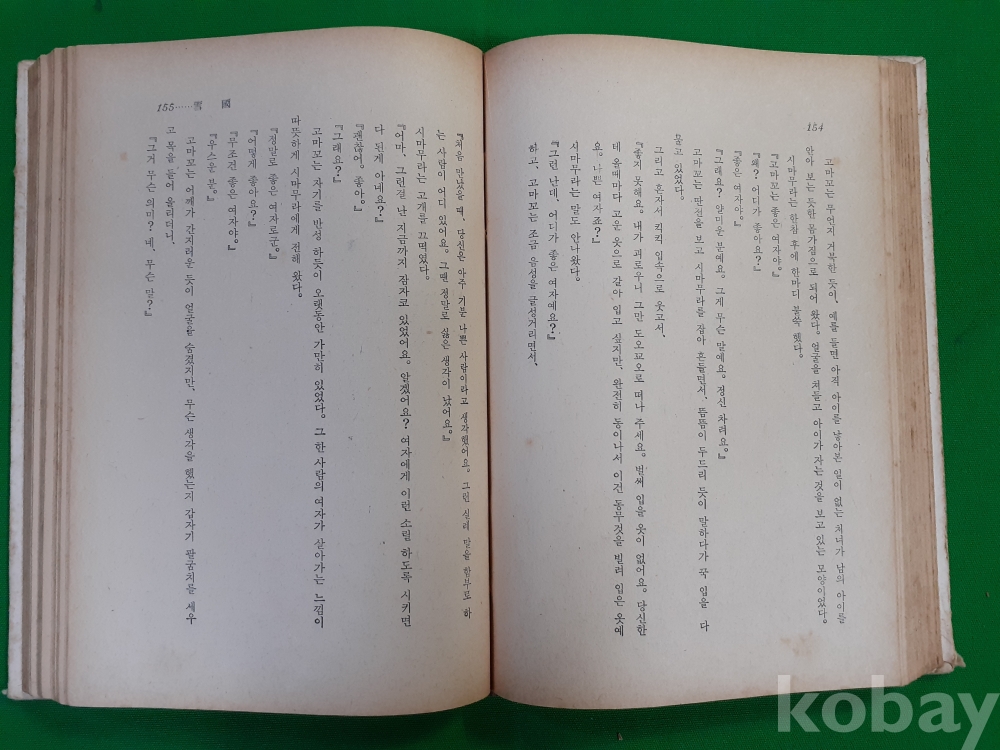 154
고마꼬는 무언지 거북한 듯이, 예를 들면 아직 아이를 낳아본 일이 없는 처녀가 남의 아이를
안아 보는 듯한 몸가짐으로 되어 왔다. 얼굴을 처들고 아이가 자는 것을 보고 있는 모양이었다.
시마무라는 한참 후에 한마디 불쑥 했다.
『고마꼬는 좋은 여자야.』
『왜? 어디가 좋아요?』
『좋은 여자야.』
『그래요? 얄미운 분예요. 그게 무슨 말예요. 정신 차려요.』
고마꼬는 딴전을 보고 시마무라를 잡아 흔들면서, 뜸뜸이 두드리 듯이 말하다가 꾹 입을 다
물고 있었다.
그리고 혼자서 킥킥 입속으로 웃고서,
『좋지 못해요. 내가 괴로우니 그만 도오꾜오로 떠나 주세요. 벌써 입을 옷이 없어요. 당신한
테 올때마다 고운 옷으로 갈아 입고 싶지만, 완전히 동이나서 이건 동무것을 빌려 입은 옷예
요. 나쁜 여자죠?』
시마무라는 말도 안나왔다.
『그런 난데, 어디가 좋은 여자예요?』
하고, 고마꼬는 조금 음성을 글성거리면서,
155……雪 國
『처음 만났을 때, 당신은 아주 기분 나쁜 사람이라고 생각했어요. 그런 실례 말을 함부로 하
는 사람이 어디 있어요. 그땐 정말로 싫은 생각이 났어요.』
시마무라는 고개를 끄떡였다.
『어마, 그런걸 난 지금까지 잠자코 있었어요. 알겠어요? 여자에게 이런 소릴 하도록 시키면
다 된게 아네요?』
『괜찮어. 좋아.』
『그래요?』
고마꼬는 자기를 반성 하듯이 오랫동안 가만히 있었다. 그 한 사람의 여자가 살아가는 느낌이
따뜻하게 시마무라에게 전해 왔다.
『정말로 좋은 여자로군.』
『어떻게 좋아요?』
『무조건 좋은 여자야.』
『우스운 분.』
고마꼬는 어깨가 간지러운 듯이 얼굴을 숨겼지만, 무슨 생각을 했는지 갑자기 팔굼치를 세우
고 목을 들어 올리더니,
『그거 무슨 의미? 네, 무슨 말?』
kobay